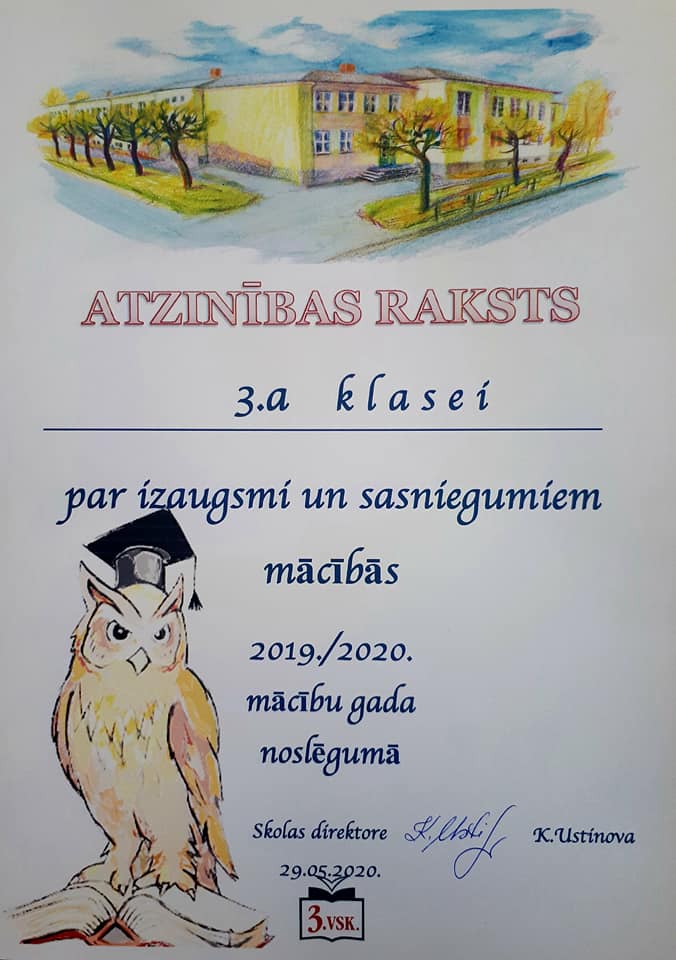 ATZINĪBAS RAKSTS
3.a klasei
par izaugsmi un sasniegumiem
mācībās
2019./2020.
mācību gada
noslēgumā
Skolas direktore K.Ustinova
29.05.2020.
3.VSK.